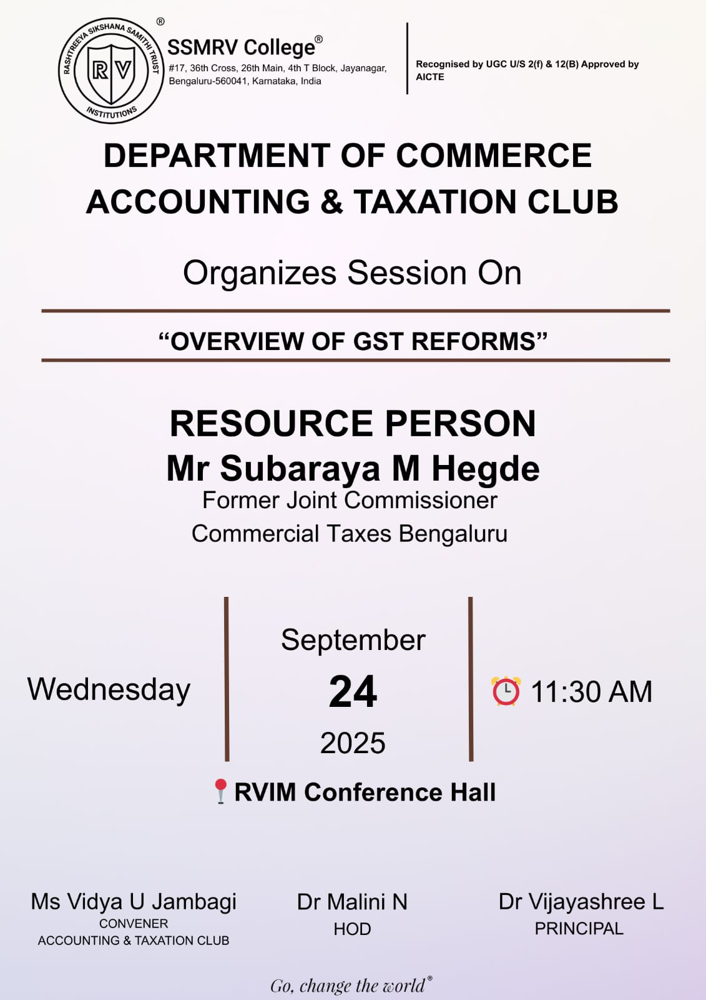 RASHTREEYA SIKSHANA SAMITHI TRUST
®
RV
INSTITUTIONS
SSMRV College®
#17, 36th Cross, 26th Main, 4th T Block, Jayanagar,
Bengaluru-560041, Karnataka, India
Recognised by UGC U/S 2(f) & 12(B) Approved by
AICTE
DEPARTMENT OF COMMERCE
ACCOUNTING & TAXATION CLUB
Organizes Session On
“OVERVIEW OF GST REFORMS”
RESOURCE PERSON
Mr Subaraya M Hegde
Former Joint Commissioner
Commercial Taxes Bengaluru
Wednesday
September
24
2025
11:30 AM
RVIM Conference Hall
Ms Vidya U Jambagi
CONVENER
ACCOUNTING & TAXATION CLUB
Dr Malini N
HOD
Dr Vijayashree L
PRINCIPAL
Go, change the world®